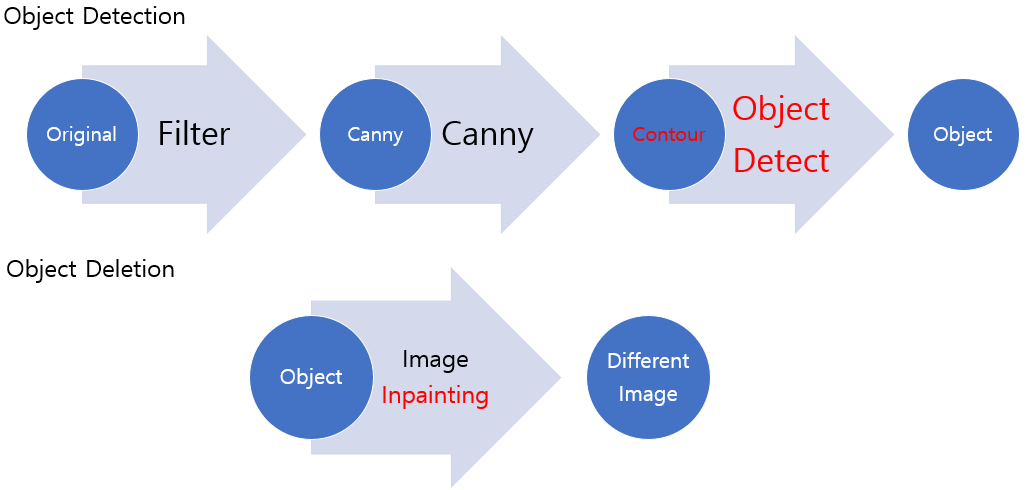 Object Detection
Original
Filter
Canny
Canny
Contour
Object
Detect
Object
Object Deletion
Object
Image
Inpainting
Different
Image